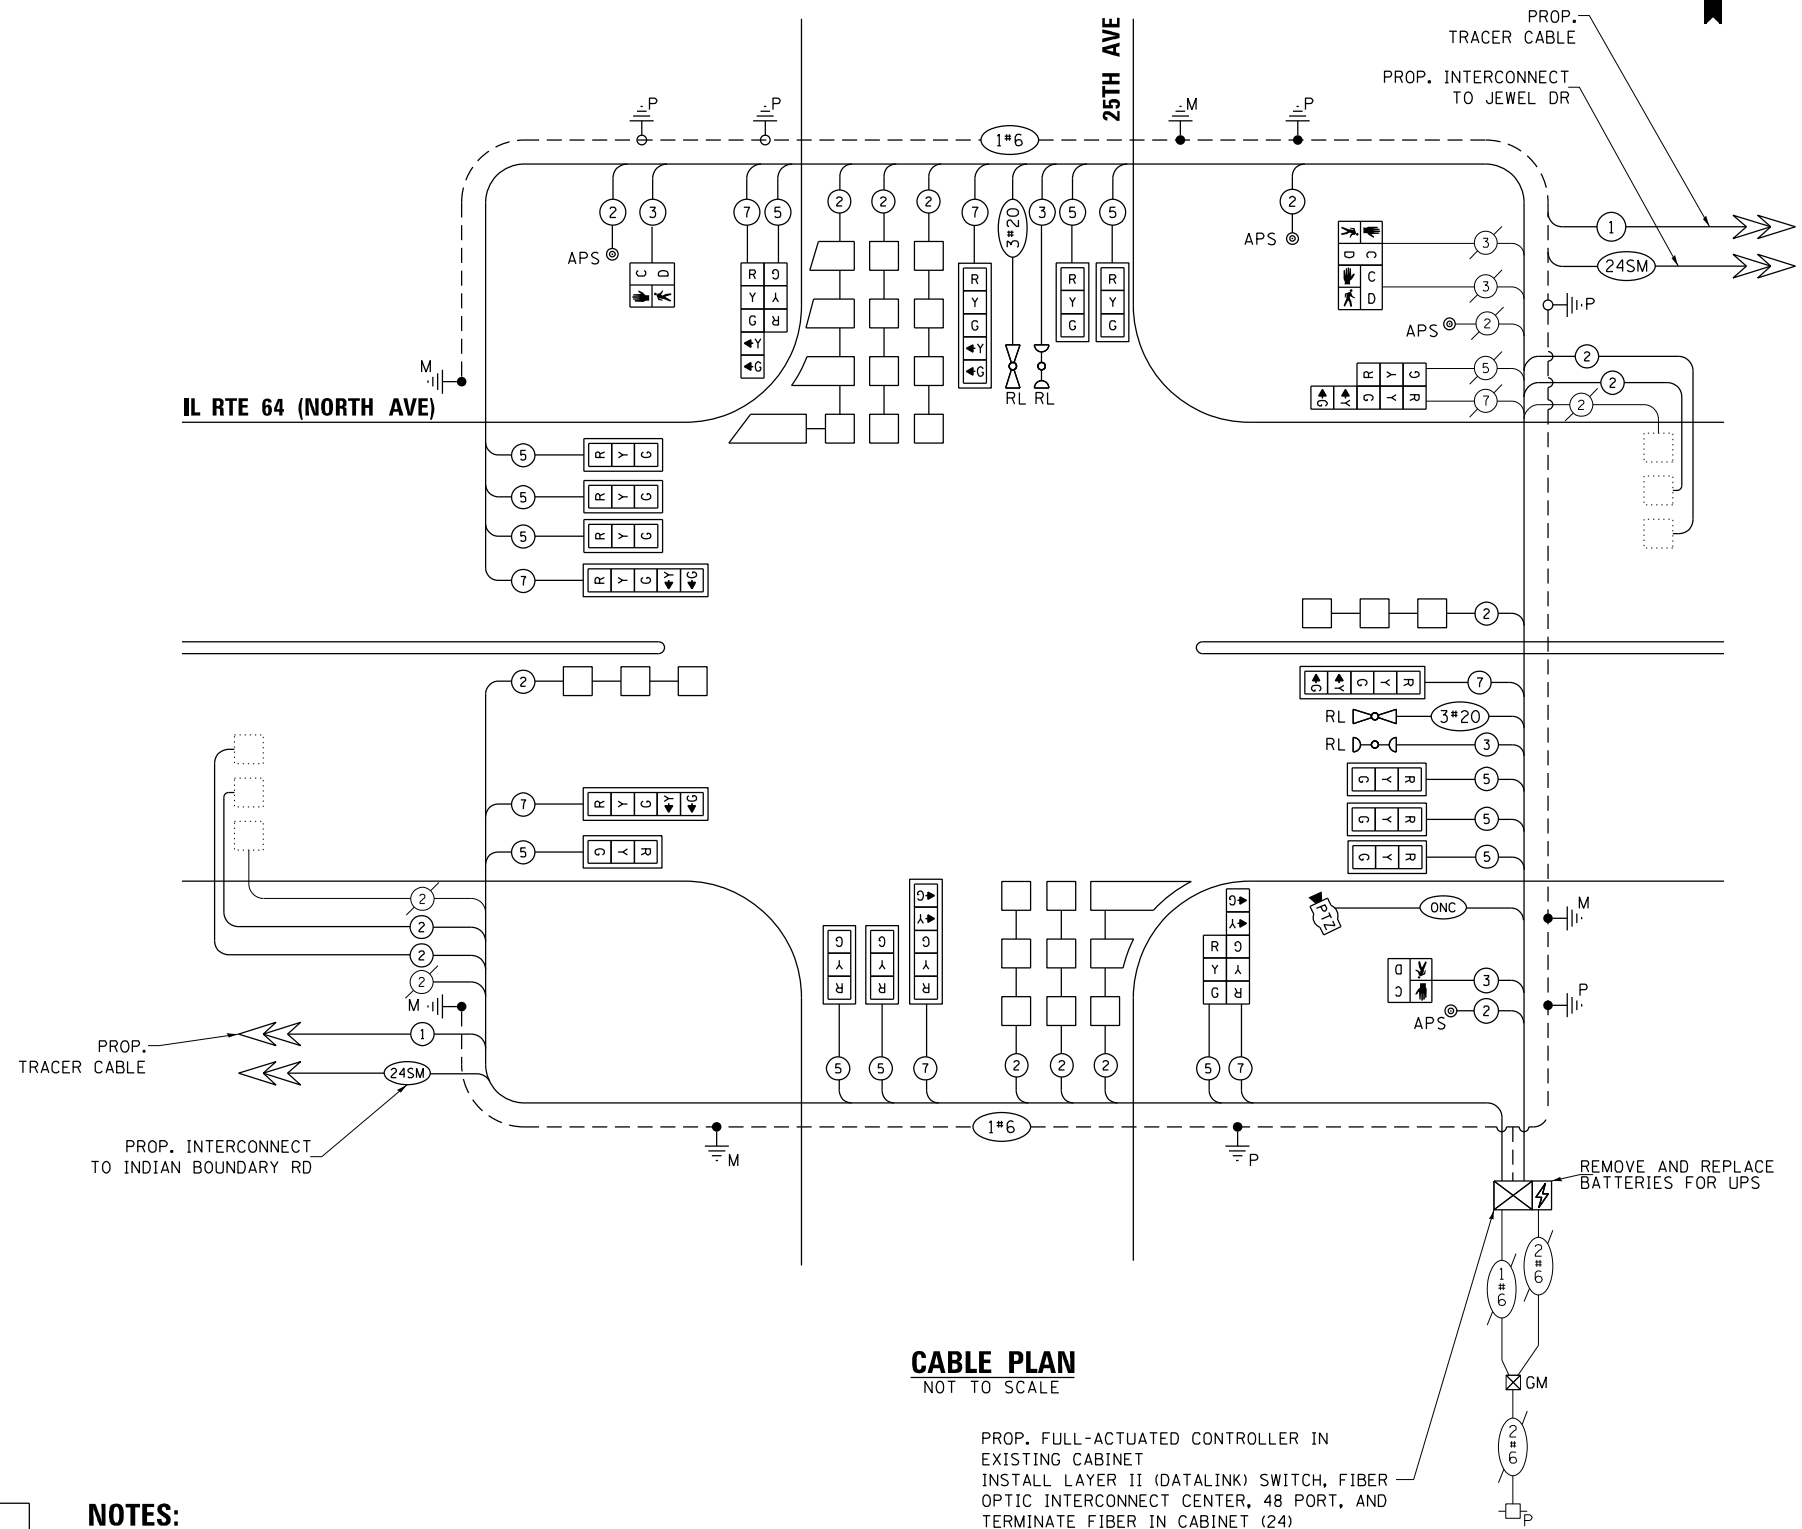 PROP.
TRACER CABLE
25TH AVE
PROP. INTERCONNECT
TO JEWEL DR
P P M P
1#6
2 3 7 5 2 2 2 7 3#20 3 5 5 2
1
24SM
APS
C D
R G
Y Y
G R
Y
G
R
Y
G
Y
G
R
Y
G
R
Y
G
RL RL
APS
D C
C
D
3
3
APS 2
P
R Y G 5
G Y G Y R 7
2
2
2
M
IL RTE 64 (NORTH AVE)
5 R Y G
5 R Y G
5 R Y G
7 R Y G Y G
2
2
G Y G Y R 7
RL 3#20
RL 3
G Y R 5
G Y R 5
G Y R 5
7 R Y G Y G
5 G Y R
2
2
2
2
M
G
Y
R
G
Y
R
G
Y
G
Y
R
G
Y
R G
Y Y
G R
PTZ ONC
M
D
C
3
APS 2
P
PROP.
TRACER CABLE
1
24SM
5 5 7 2 2 2 5 7
PROP. INTERCONNECT
TO INDIAN BOUNDARY RD
M
1#6
P
REMOVE AND REPLACE
BATTERIES FOR UPS
1#6
2#6
GM
2#6
P
CABLE PLAN
NOT TO SCALE
PROP. FULL-ACTUATED CONTROLLER IN
EXISTING CABINET
INSTALL LAYER II (DATALINK) SWITCH, FIBER
OPTIC INTERCONNECT CENTER, 48 PORT, AND
TERMINATE FIBER IN CABINET (24)
NOTES: